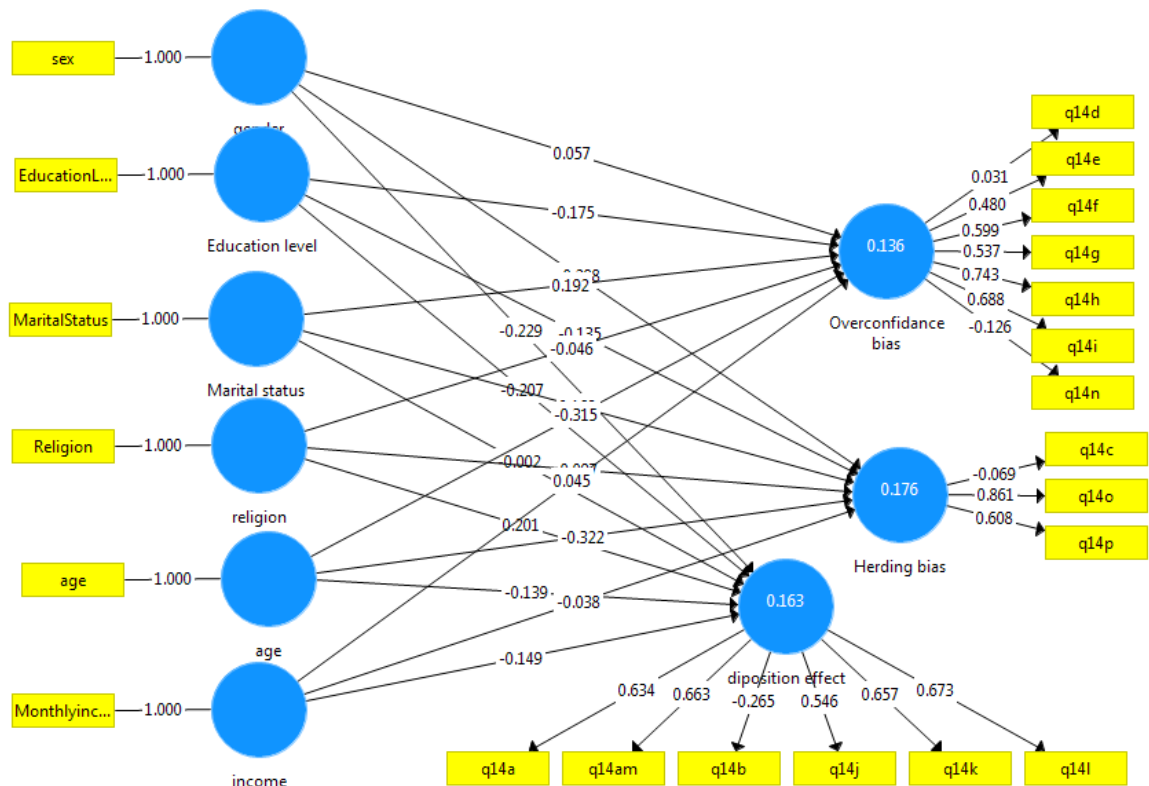 sex
1.000
gender
EducationL...
1.000
Education level
MaritalStatus
1.000
Marital status
Religion
1.000
religion
age
1.000
age
Monthlyinc...
1.000
income
0.057
-0.175
0.192
-0.229
-0.135
-0.046
-0.207
-0.315
-0.002
0.045
0.201
-0.322
-0.139
-0.038
-0.149
0.136
Overconfidance
bias
0.031
0.480
0.599
0.537
0.743
0.688
-0.126
q14d
q14e
q14f
q14g
q14h
q14i
q14n
0.176
Herding bias
-0.069
0.861
0.608
q14c
q14o
q14p
0.163
diposition effect
0.634
0.663
-0.265
0.546
0.657
0.673
q14a
q14am
q14b
q14j
q14k
q14l